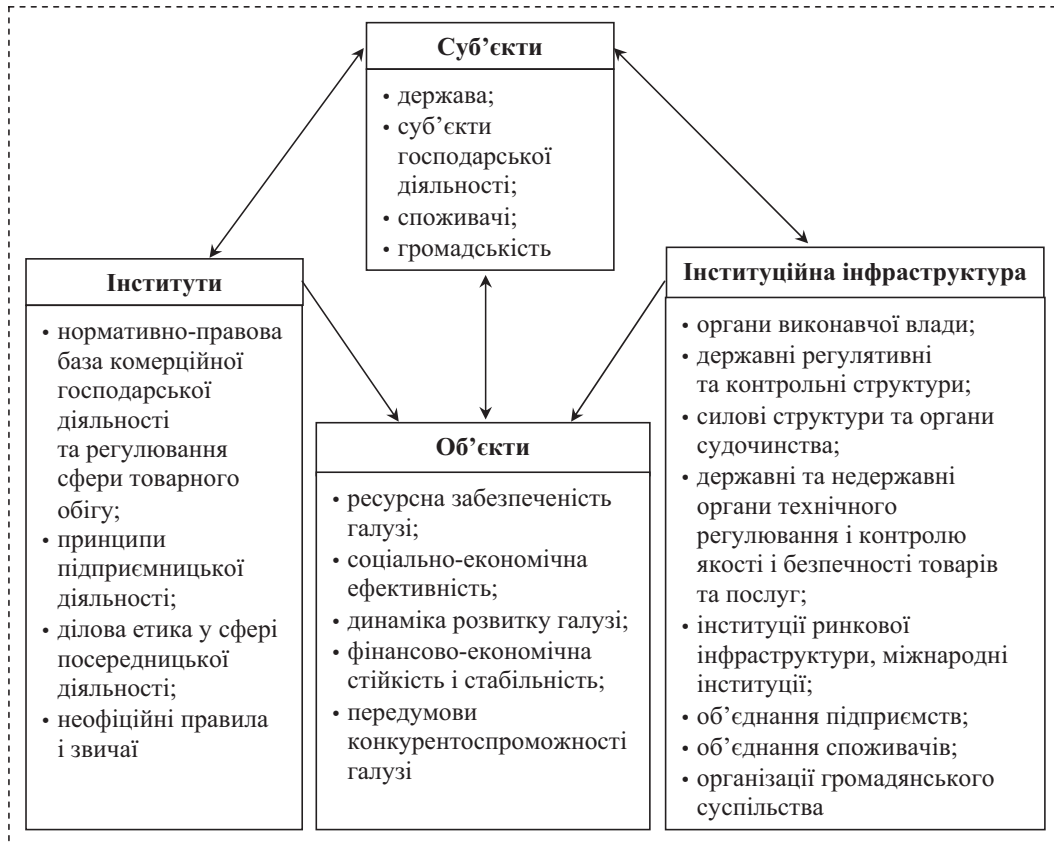 Суб’єкти
• держава;
• суб’єкти
господарської
діяльності;
• споживачі;
• громадськість
Інститути
• нормативно-правова
база комерційної
господарської
діяльності
та регулювання
сфери товарного
обігу;
• принципи
підприємницької
діяльності;
• ділова етика у сфері
посередницької
діяльності;
• неофіційні правила
і звичаї
Об’єкти
• ресурсна забезпеченість
галузі;
• соціально-економічна
ефективність;
• динаміка розвитку галузі;
• фінансово-економічна
стійкість і стабільність;
• передумови
конкурентоспроможності
галузі
Інституційна інфраструктура
• органи виконавчої влади;
• державні регулятивні
та контрольні структури;
• силові структури та органи
судочинства;
• державні та недержавні
органи технічного
регулювання і контролю
якості і безпечності товарів
та послуг;
• інституції ринкової
інфраструктури, міжнародні
інституції;
• об’єднання підприємств;
• об’єднання споживачів;
• організації громадянського
суспільства